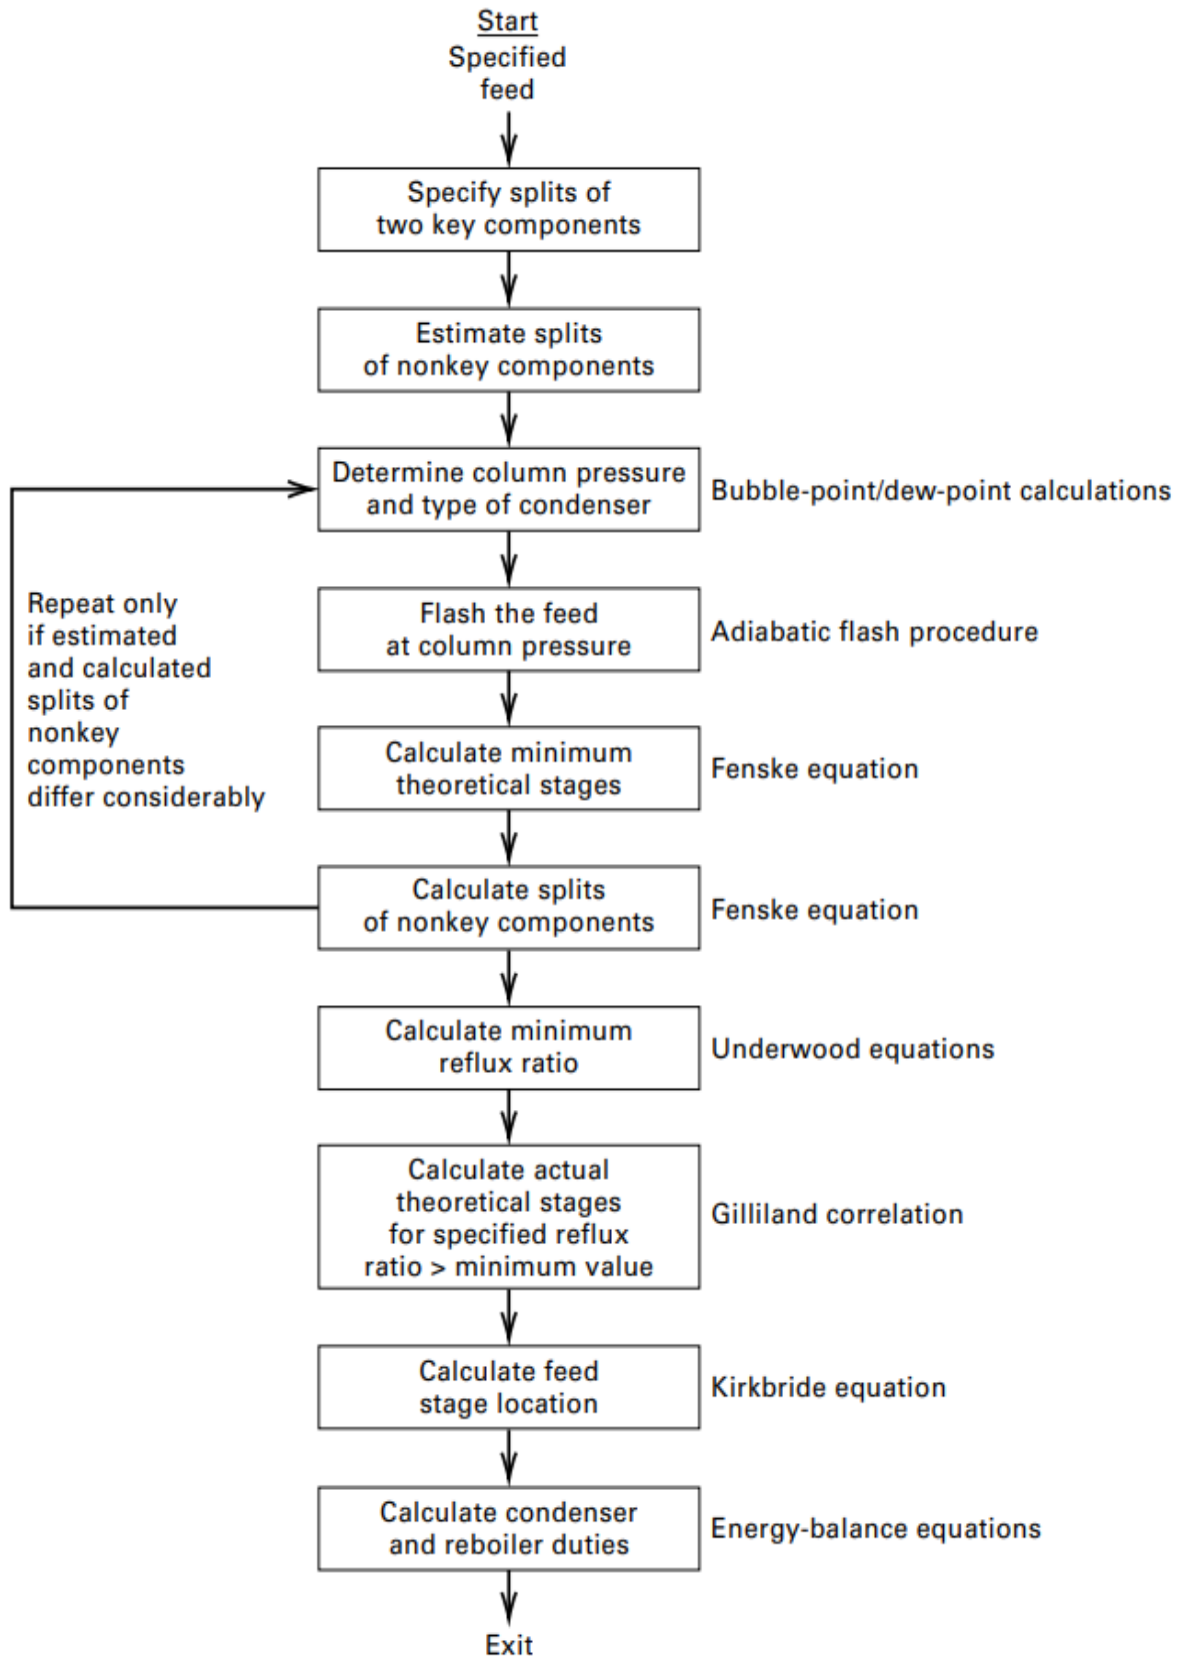 Start
Specified
feed
Specify splits of
two key components
Estimate splits
of nonkey components
Determine column pressure
and type of condenser
Bubble-point/dew-point calculations
Repeat only
if estimated
and calculated
splits of
nonkey
components
differ considerably
Flash the feed
at column pressure
Adiabatic flash procedure
Calculate minimum
theoretical stages
Fenske equation
Calculate splits
of nonkey components
Fenske equation
Calculate minimum
reflux ratio
Underwood equations
Calculate actual
theoretical stages
for specified reflux
ratio > minimum value
Gilliland correlation
Calculate feed
stage location
Kirkbride equation
Calculate condenser
and reboiler duties
Energy-balance equations
Exit